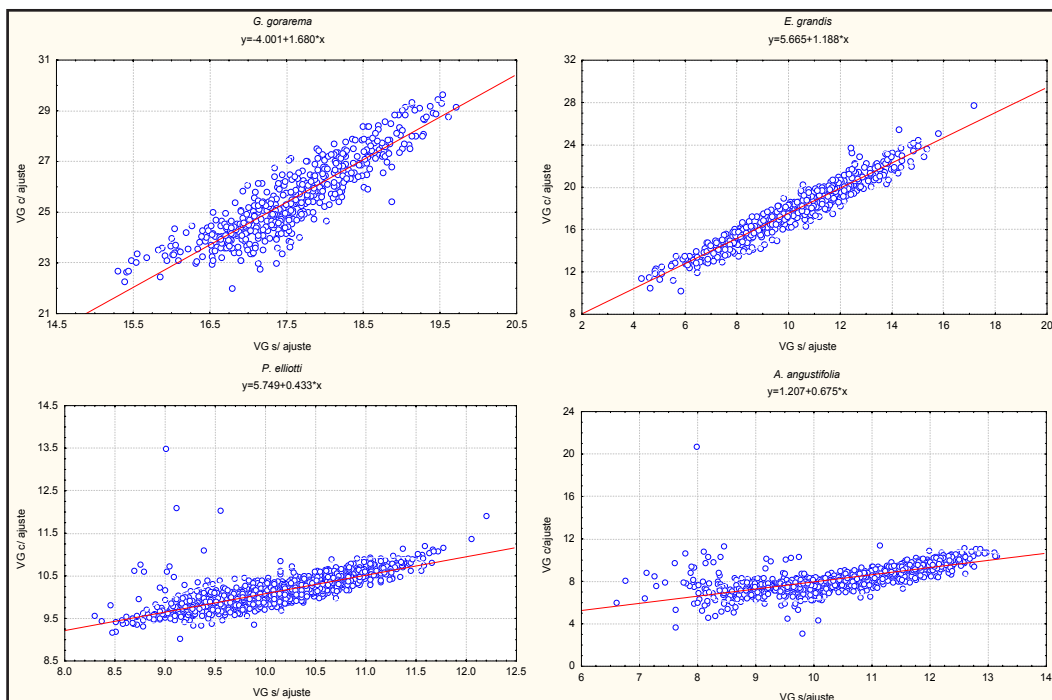 G. gorarema
y=-4.001+1.680*x
VG c/ ajuste
31
29
27
25
23
21
14.5 15.5 16.5 17.5 18.5 19.5 20.5
VG s/ ajuste
E. grandis
y=5.665+1.188*x
VG c/ ajuste
32
28
24
20
16
12
8
2 4 6 8 10 12 14 16 18 20
VG s/ ajuste
P. elliotti
y=5.749+0.433*x
VG c/ ajuste
14.5
13.5
12.5
11.5
10.5
9.5
8.5
8.0 8.5 9.0 9.5 10.0 10.5 11.0 11.5 12.0 12.5
VG s/ ajuste
A. angustifolia
y=1.207+0.675*x
VG c/ajuste
24
20
16
12
8
4
0
6 7 8 9 10 11 12 13 14
VG s/ajuste